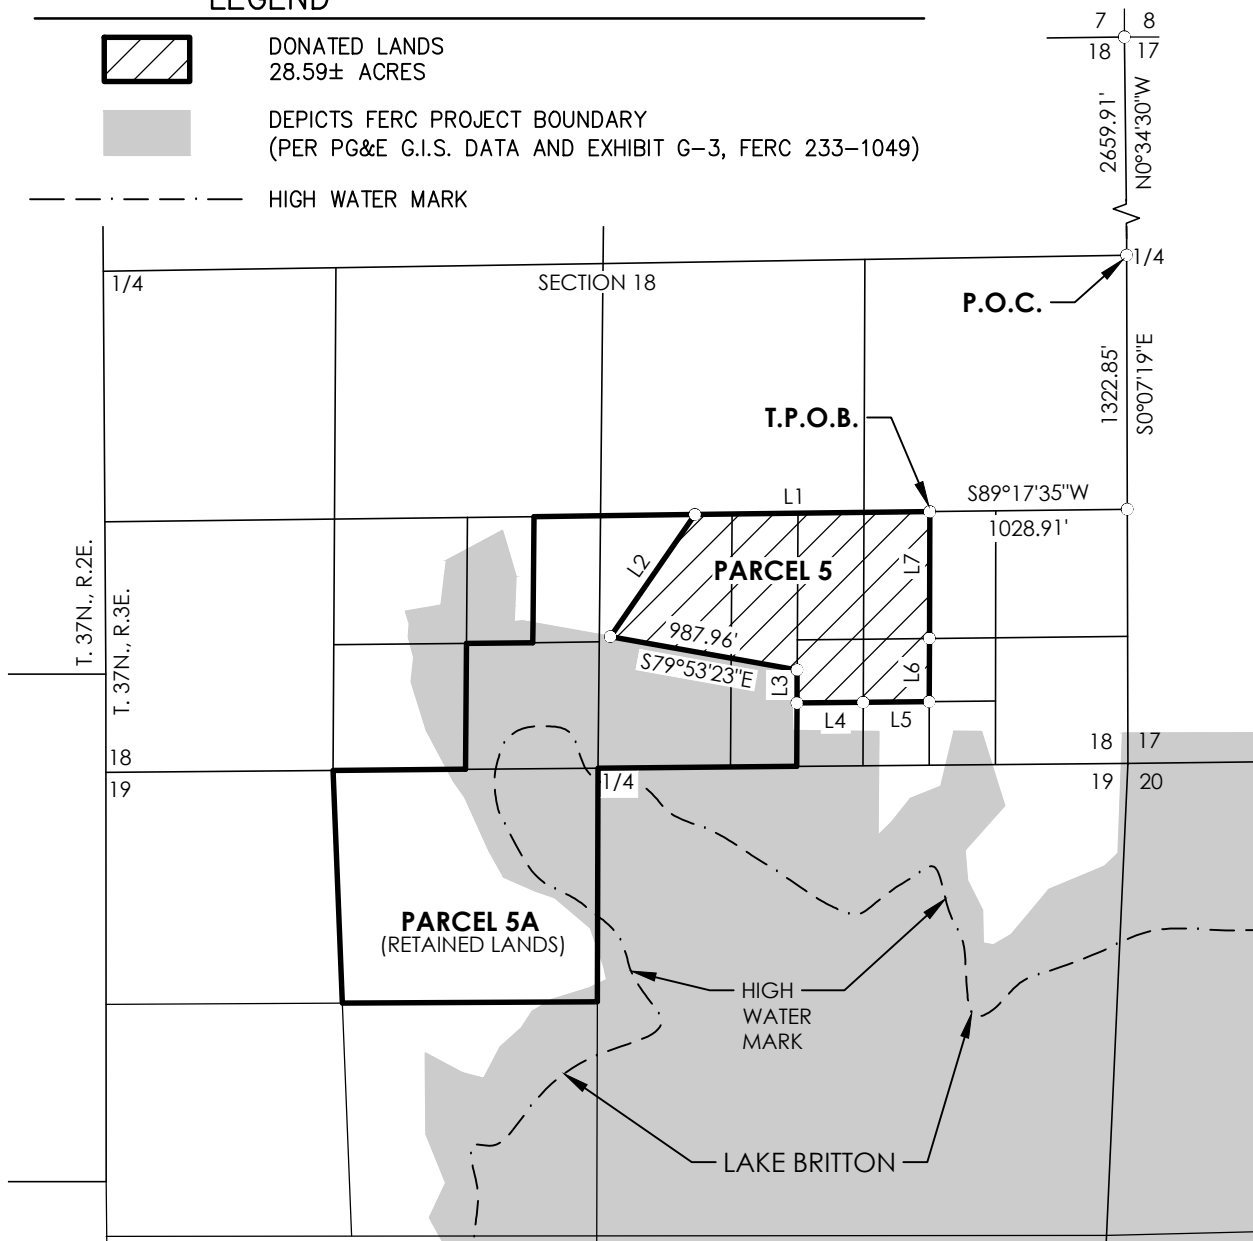 LEGEND
DONATED LANDS
28.59± ACRES
DEPICTS FERC PROJECT BOUNDARY
(PER PG&E G.I.S. DATA AND EXHIBIT G-3, FERC 233-1049)
HIGH WATER MARK
7 8
18 17
2659.91'
N0°34'30"W
1/4
SECTION 18
1/4
P.O.C.
1322.85'
S0°07'19"E
T.P.O.B.
L1
S89°17'35"W
1028.91'
T. 37N., R.2E.
T. 37N., R.3E.
L2
PARCEL 5
L7
987.96'
S79°53'23"E
L3
L6
L4
L5
18
19
1/4
18 17
19 20
PARCEL 5A
(RETAINED LANDS)
HIGH
WATER
MARK
LAKE BRITTON